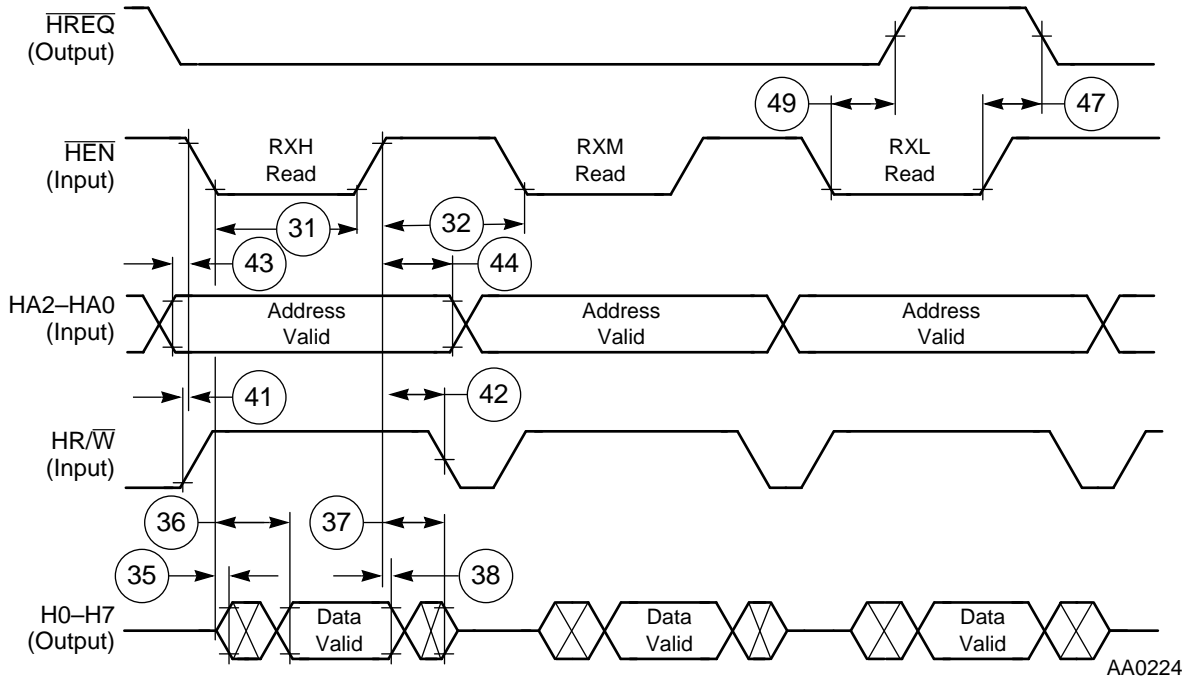 HREQ
(Output)
49
47
HEN
(Input)
RXH
Read
RXM
Read
RXL
Read
31
32
43
44
HA2–HA0
(Input)
Address
Valid
Address
Valid
Address
Valid
41
42
HR/W
(Input)
36
37
35
38
H0–H7
(Output)
Data
Valid
Data
Valid
Data
Valid
AA0224